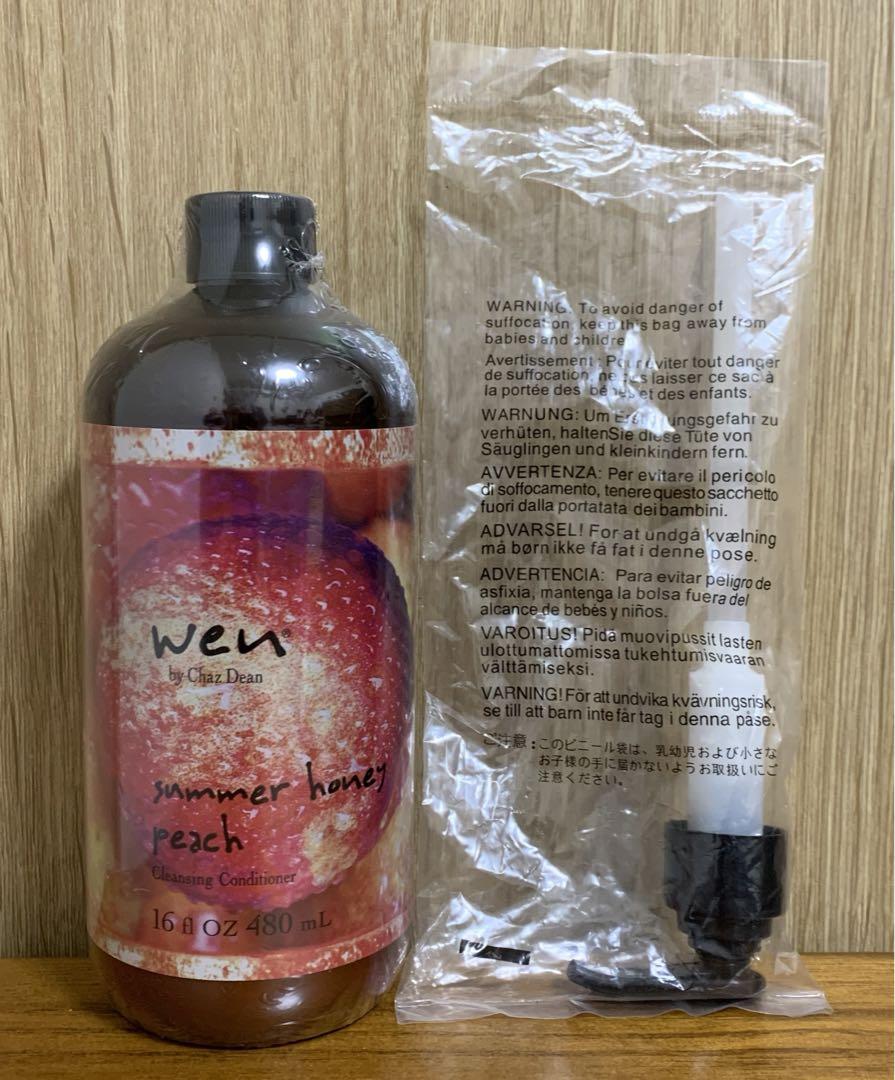 wen®
by Chaz Dean
summer honey
peach
Cleansing Conditioner
16 fl OZ 480 mL
WARNING: To avoid danger of
suffocation, keep this bag away from
babies and children
Avertissement : Pour éviter tout danger
de suffocation, ne pas laisser ce sac à
la portée des bébés et des enfants.
WARNUNG: Um gefahr zu
verhüten, haltenSie diese Tüte von
Säuglingen und kleinkindern fern.
AVVERTENZA: Per evitare il pericolo
di soffocamento, tenere questo sacchetto
fuori dalla portatata dei bambini.
ADVARSEL! For at undgå kvælning
må børn ikke få fat i denne pose.
ADVERTENCIA: Para evitar peligro de
asfixia, mantenga la bolsa fuera del
alcance de bebés y niños.
VAROITUS! Pidä muovipussit lasten
ulottumattomissa tukehtumisvaaran
välttämiseksi.
VARNING! För att undvika kvävningsrisk,
se till att barn inte får tag i denna påse.
ご注意：このビニール袋は、乳幼児および小さな
お子様の手に届かないようお取扱いにご
注意ください。